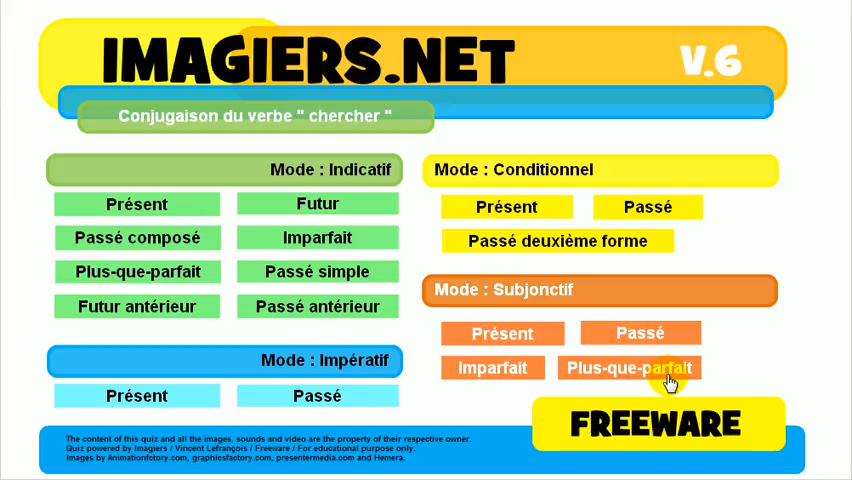 IMAGIERS.NET
V.6
Conjugaison du verbe " chercher "
Mode : Indicatif
Présent
Futur
Passé composé
Imparfait
Plus-que-parfait
Passé simple
Futur antérieur
Passé antérieur
Mode : Impératif
Présent
Passé
Mode : Conditionnel
Présent
Passé
Passé deuxième forme
Mode : Subjonctif
Présent
Passé
Imparfait
Plus-que-parfait
FREEWARE
The content of this quiz and all the images, sounds and video are the property of their respective owner.
Quiz powered by Imagiers / Vincent Lefrançois / Freeware / For educational purpose only.
Images by Animationfctory.com, graphicsfactory.com, presentermedia.com and Hemera.